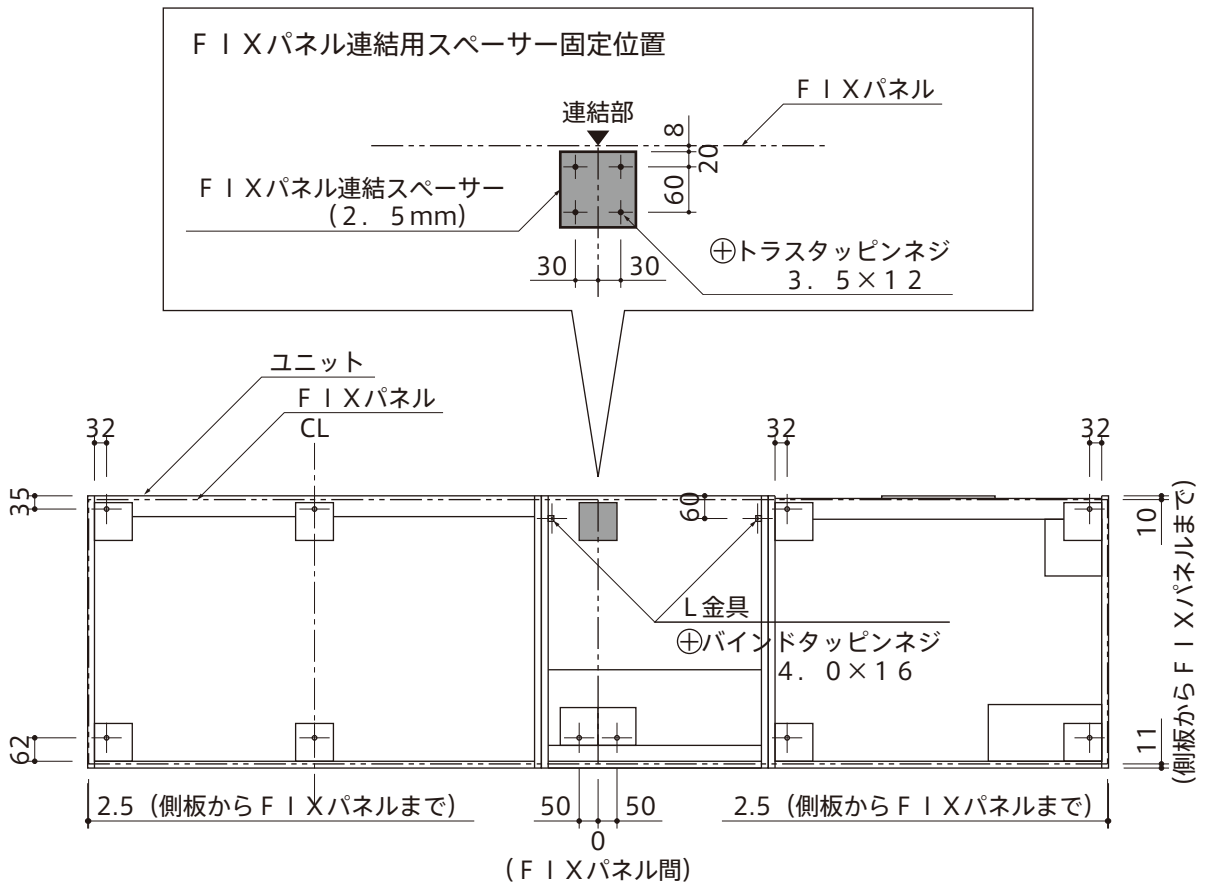 ＦＩＸパネル連結用スペーサー固定位置
ＦＩＸパネル
連結部
8
20
60
ＦＩＸパネル連結スペーサー
(２．５mm)
30
30
⊕トラスタッピンネジ
３．５×１２
ユニット
ＦＩＸパネル
CL
32
32
32
35
60
10
(側板からＦＩＸパネルまで)
L金具
⊕バインドタッピンネジ
４．０×１６
62
11
2.5 (側板からＦＩＸパネルまで)
50
50
2.5 (側板からＦＩＸパネルまで)
0
(ＦＩＸパネル間)